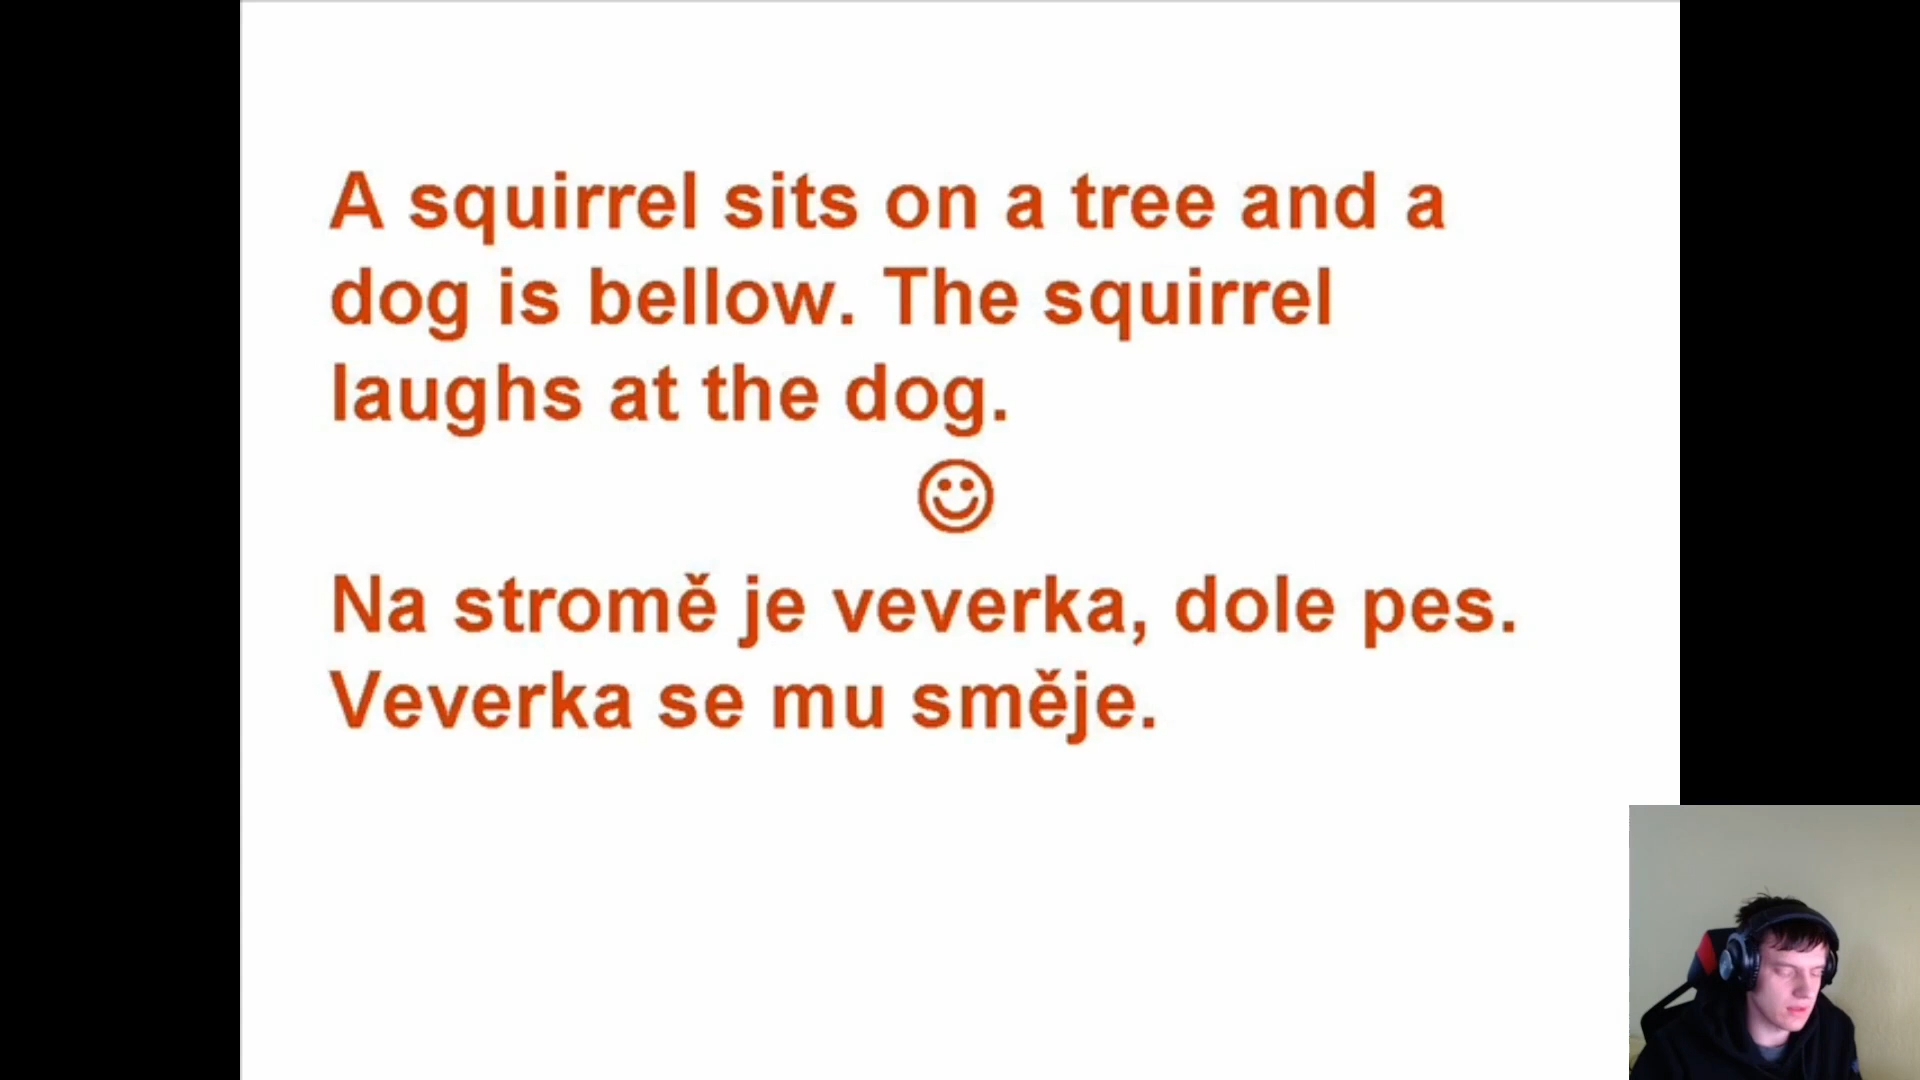 A squirrel sits on a tree and a
dog is bellow. The squirrel
laughs at the dog.
☺
Na stromě je veverka, dole pes.
Veverka se mu směje.